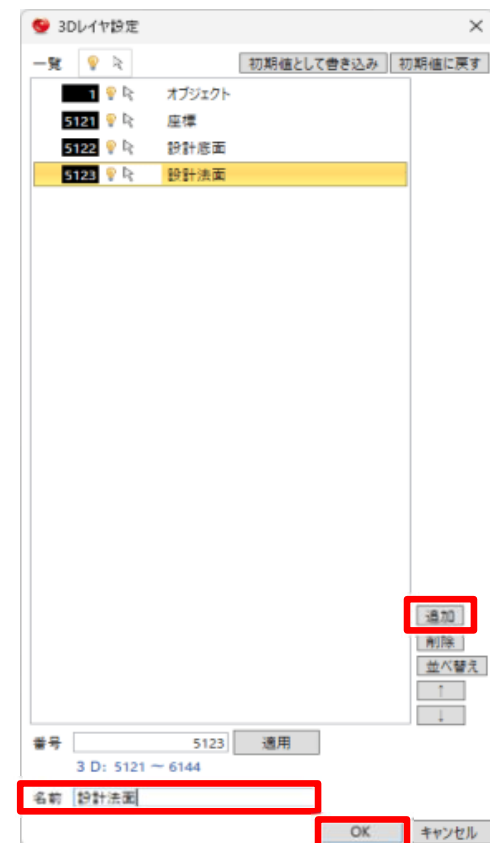 3Dレイヤ設定
一覧 初期値として書き込み 初期値に戻す
1 オブジェクト
5121 座標
5122 設計底面
5123 設計法面
追加
削除
並べ替え
↑
↓
番号 5123 適用
3 D: 5121 ～ 6144
名前 設計法面
OK キャンセル